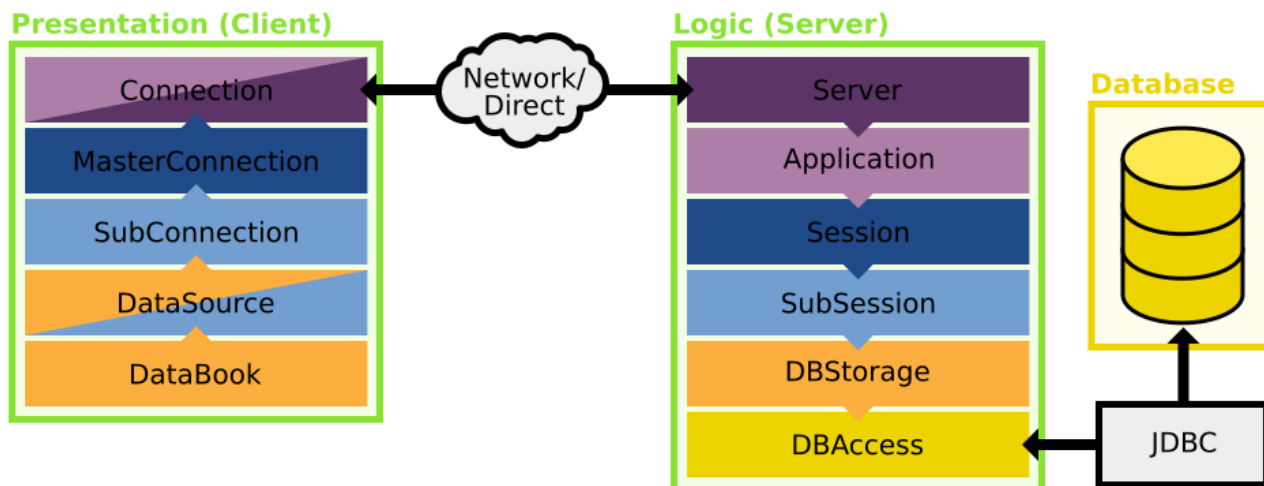 Presentation (Client)
Connection
MasterConnection
SubConnection
DataSource
DataBook
Network/
Direct
Logic (Server)
Server
Application
Session
SubSession
DBStorage
DBAccess
Database
JDBC